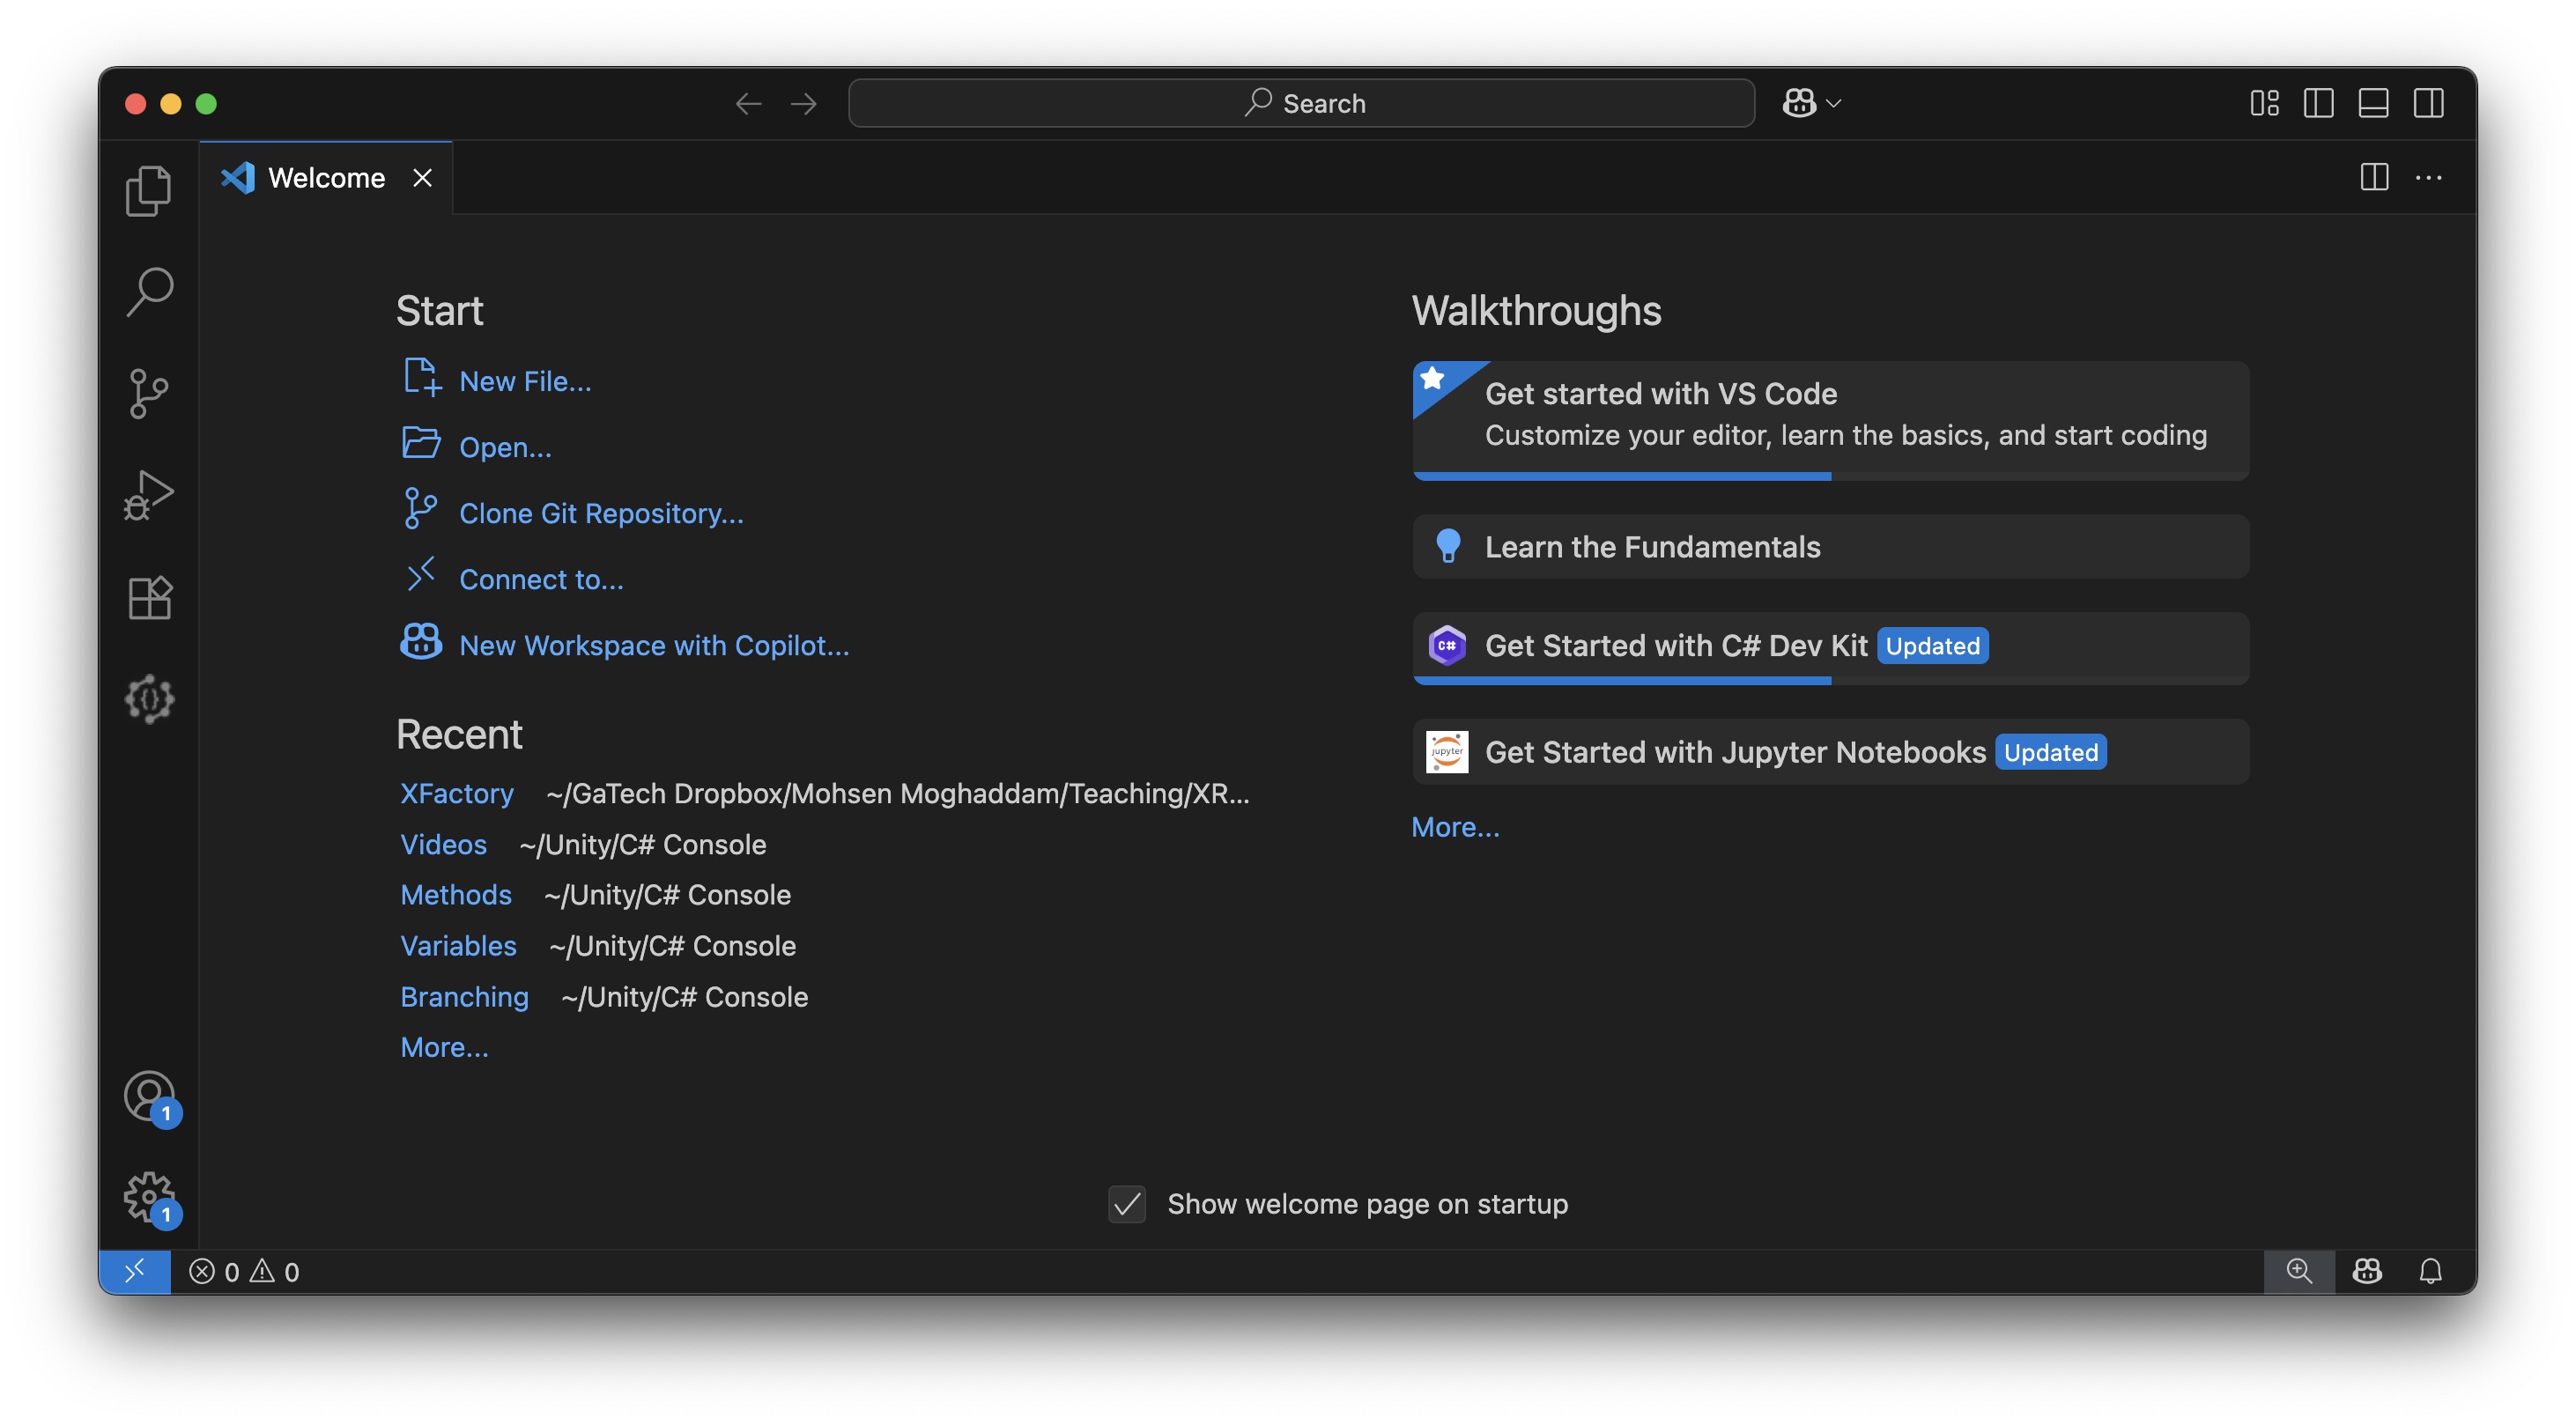 Search
Welcome
Start
New File...
Open...
Clone Git Repository...
Connect to...
New Workspace with Copilot...
Recent
XFactory ~/GaTech Dropbox/Mohsen Moghaddam/Teaching/XR...
Videos ~/Unity/C# Console
Methods ~/Unity/C# Console
Variables ~/Unity/C# Console
Branching ~/Unity/C# Console
More...
Walkthroughs
Get started with VS Code
Customize your editor, learn the basics, and start coding
Learn the Fundamentals
C# Get Started with C# Dev Kit Updated
jupyter Get Started with Jupyter Notebooks Updated
More...
1
1
Show welcome page on startup
0 0